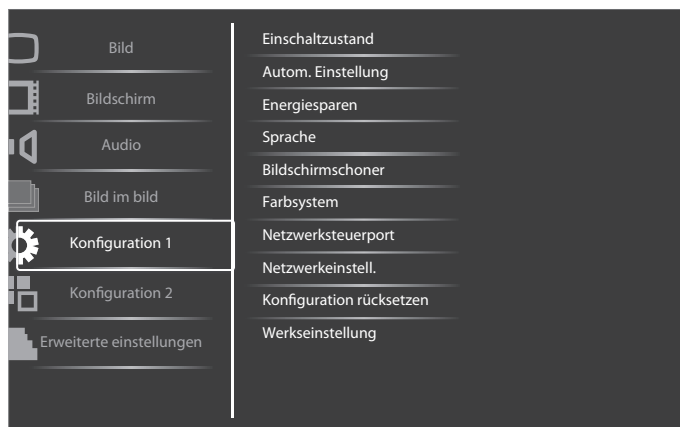 Bild
Bildschirm
Audio
Bild im bild
Konfiguration 1
Konfiguration 2
Erweiterte einstellungen
Einschaltzustand
Autom. Einstellung
Energiesparen
Sprache
Bildschirmschoner
Farbsystem
Netzwerksteuerport
Netzwerkeinstell.
Konfiguration rücksetzen
Werkseinstellung